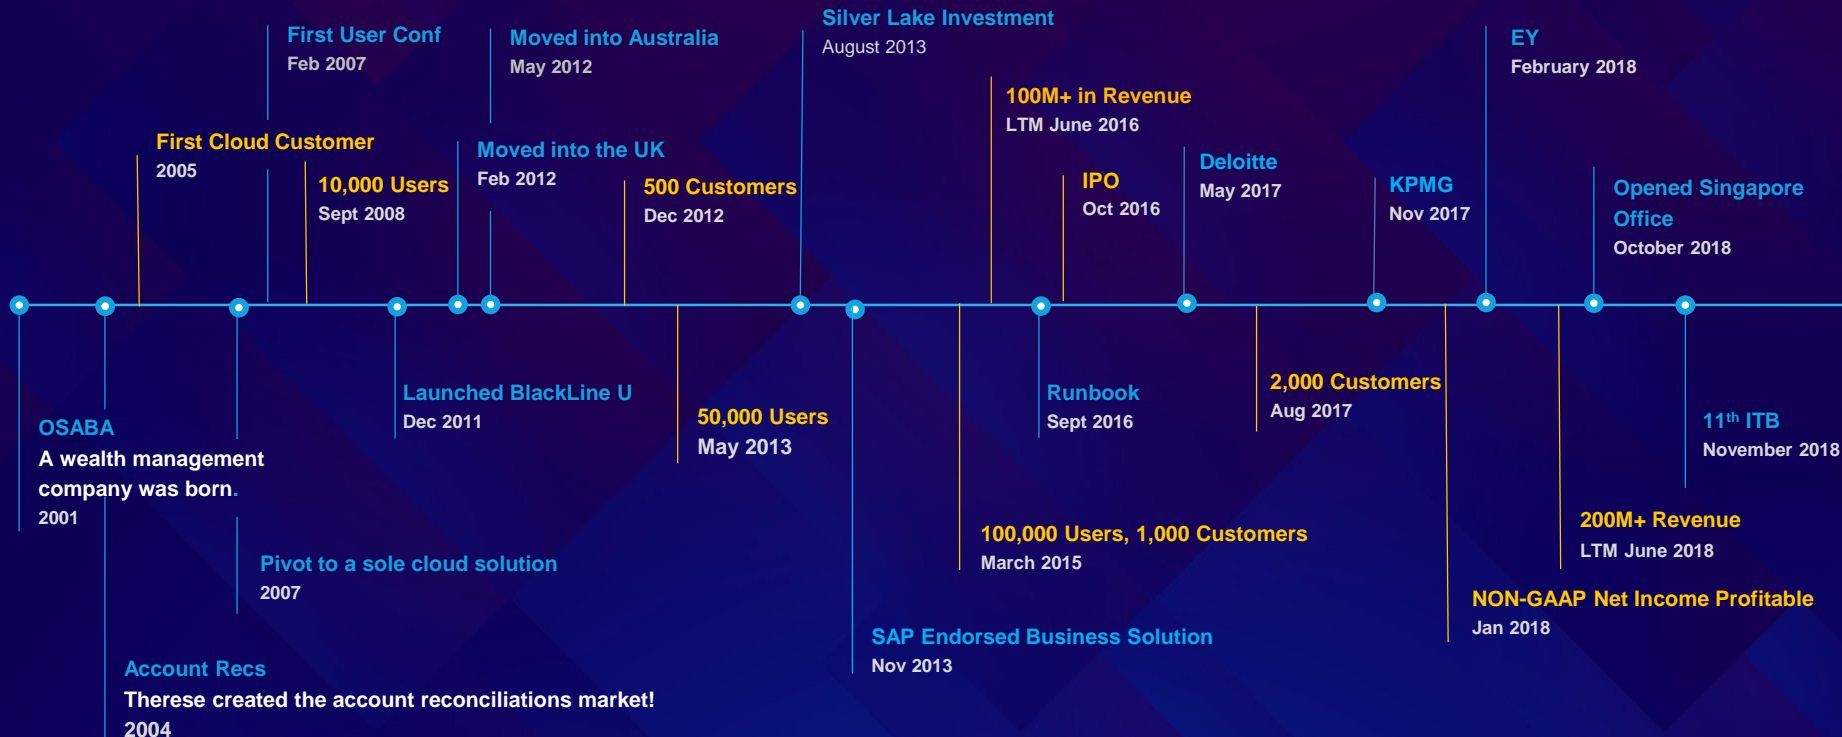 Silver Lake Investment
August 2013
First User Conf
Feb 2007
Moved into Australia
May 2012
EY
February 2018
100M+ in Revenue
LTM June 2016
First Cloud Customer
2005
Moved into the UK
Feb 2012
Deloitte
May 2017
10,000 Users
Sept 2008
500 Customers
Dec 2012
IPO
Oct 2016
KPMG
Nov 2017
Opened Singapore
Office
October 2018
OSABA
A wealth management
company was born.
2001
Launched BlackLine U
Dec 2011
50,000 Users
May 2013
Runbook
Sept 2016
2,000 Customers
Aug 2017
11th ITB
November 2018
Pivot to a sole cloud solution
2007
100,000 Users, 1,000 Customers
March 2015
200M+ Revenue
LTM June 2018
NON-GAAP Net Income Profitable
Jan 2018
SAP Endorsed Business Solution
Nov 2013
Account Recs
Therese created the account reconciliations market!
2004